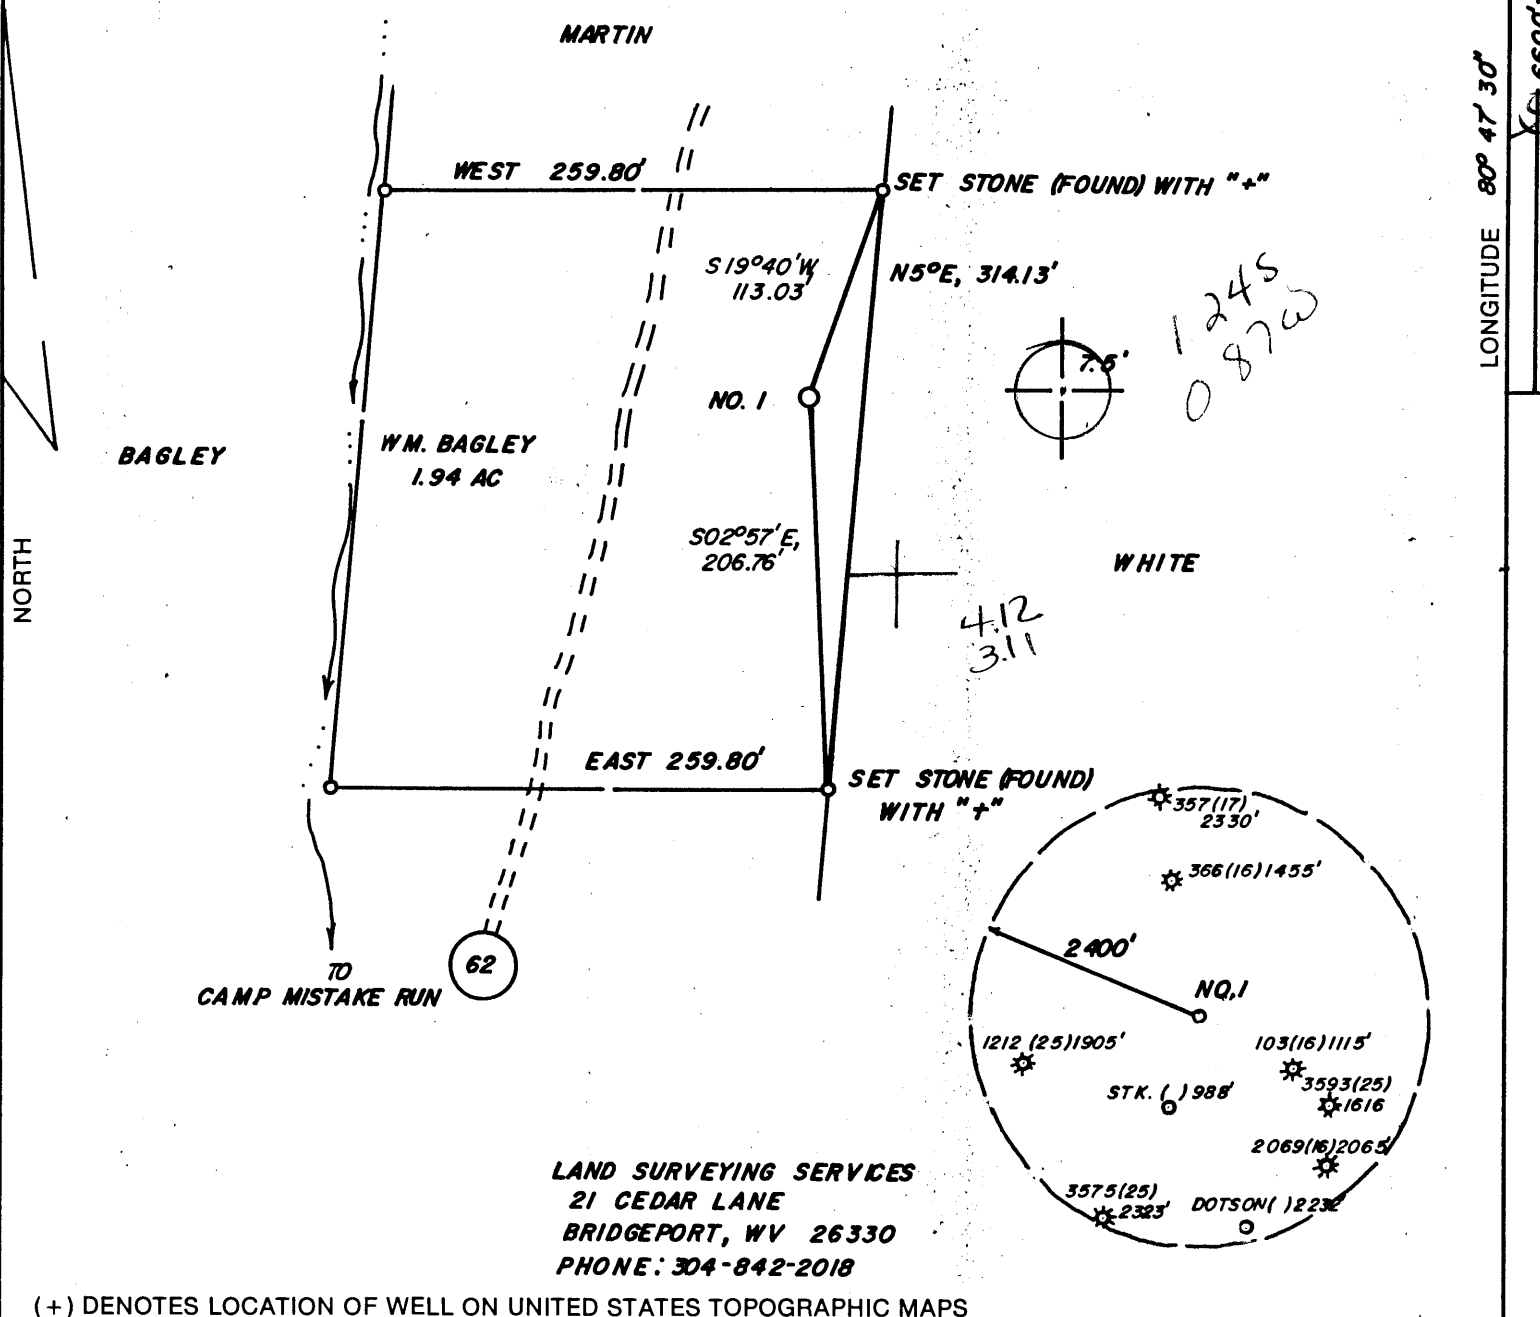 MARTIN
WEST 259.80'
SET STONE (FOUND) WITH "+"
S19°40'W
113.03'
N5°E, 314.13'
1 24S
0 87W
7.5'
LONGITUDE 80° 47' 30"
NO. 1
BAGLEY
WM. BAGLEY
1.94 AC
NORTH
S02°57'E,
206.76'
WHITE
4.12
3.11
EAST 259.80'
SET STONE (FOUND)
WITH "+"
62
TO
CAMP MISTAKE RUN
357(17)
2330'
366(16)1455'
2400'
NO.1
1212 (25)1905'
103(16)1115'
3593(25)
1616
STK. ( ) 988'
2069(16)2065'
3575(25)
2323'
DOTSON( )2232'
LAND SURVEYING SERVICES
21 CEDAR LANE
BRIDGEPORT, WV 26330
PHONE: 304-842-2018
(+) DENOTES LOCATION OF WELL ON UNITED STATES TOPOGRAPHIC MAPS